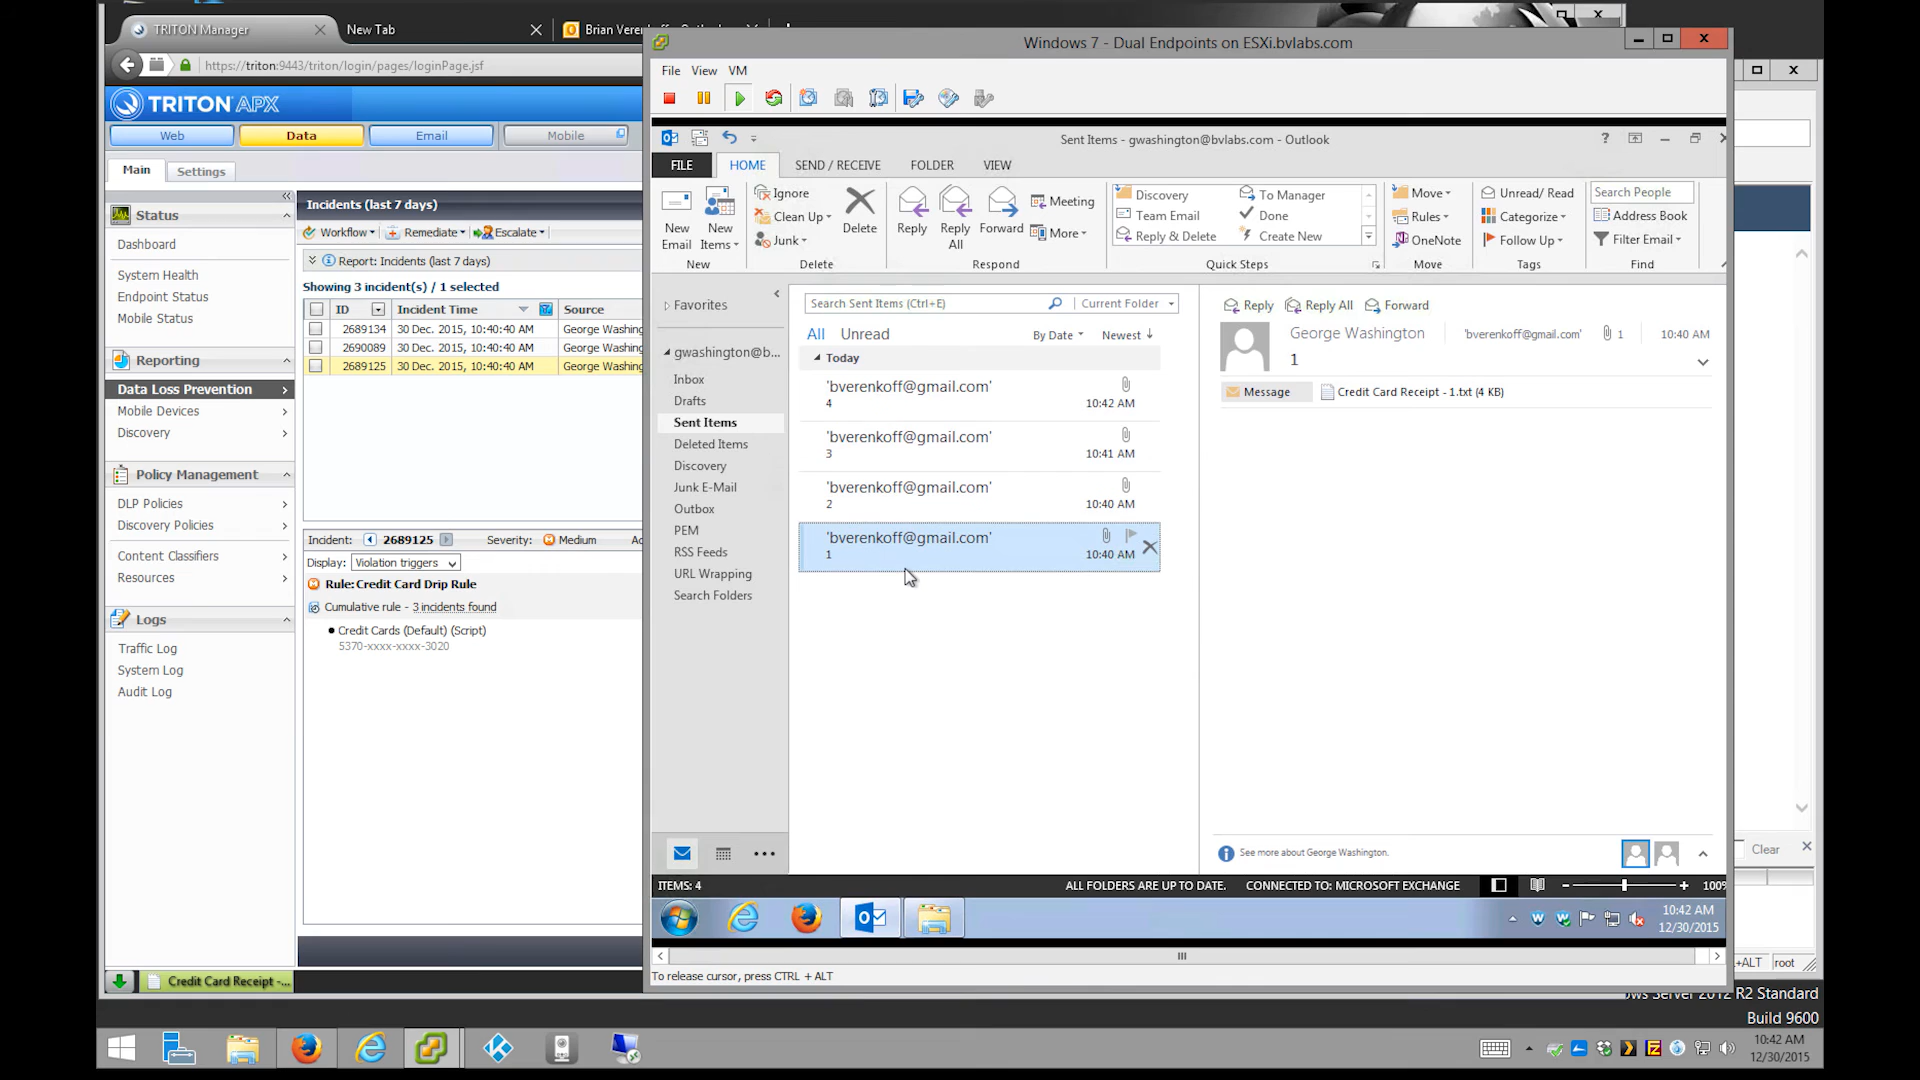 TRITON Manager
New Tab
Brian Veren
https://triton:9443/triton/login/pages/loginPage.jsf
TRITON APX
Web
Data
Email
Mobile
Main
Settings
Status
Dashboard
System Health
Endpoint Status
Mobile Status
Reporting
Data Loss Prevention
Mobile Devices
Discovery
Policy Management
DLP Policies
Discovery Policies
Content Classifiers
Resources
Logs
Traffic Log
System Log
Audit Log
Incidents (last 7 days)
Workflow
Remediate
Escalate
Report: Incidents (last 7 days)
Showing 3 incident(s) / 1 selected
ID Incident Time Source
2689134 30 Dec. 2015, 10:40:40 AM George Washing
2690089 30 Dec. 2015, 10:40:40 AM George Washing
2689125 30 Dec. 2015, 10:40:40 AM George Washing
Incident: 2689125 Severity: Medium
Display: Violation triggers
Rule: Credit Card Drip Rule
Cumulative rule - 3 incidents found
Credit Cards (Default) (Script)
5370-xxxx-xxxx-3020
Credit Card Receipt -...
Windows 7 - Dual Endpoints on ESXi.bvlabs.com
File View VM
Sent Items - gwashington@bvlabs.com - Outlook
FILE HOME SEND / RECEIVE FOLDER VIEW
New Email
New Items
New
Ignore
Clean Up
Junk
Delete
Delete
Reply
Reply All
Forward
Meeting
More
Respond
Discovery
Team Email
Reply & Delete
To Manager
Done
Create New
Quick Steps
Move
Rules
OneNote
Move
Unread/ Read
Categorize
Follow Up
Tags
Search People
Address Book
Filter Email
Find
Favorites
gwashington@b...
Inbox
Drafts
Sent Items
Deleted Items
Discovery
Junk E-Mail
Outbox
PEM
RSS Feeds
URL Wrapping
Search Folders
Search Sent Items (Ctrl+E)
Current Folder
All Unread
By Date Newest
Today
'bverenkoff@gmail.com'
4 10:42 AM
'bverenkoff@gmail.com'
3 10:41 AM
'bverenkoff@gmail.com'
2 10:40 AM
'bverenkoff@gmail.com'
1 10:40 AM
Reply Reply All Forward
George Washington 'bverenkoff@gmail.com' 1 10:40 AM
1
Message Credit Card Receipt - 1.txt (4 KB)
See more about George Washington.
ITEMS: 4
ALL FOLDERS ARE UP TO DATE.
CONNECTED TO: MICROSOFT EXCHANGE
100%
10:42 AM
12/30/2015
To release cursor, press CTRL + ALT
Clear
+ALT
root
R2 Standard
Build 9600
10:42 AM
12/30/2015